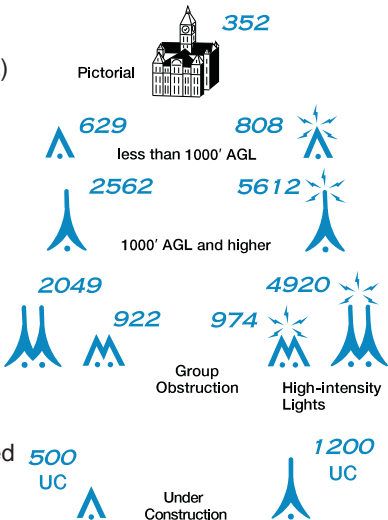 352
)
Pictorial
629
808
less than 1000′ AGL
2562
5612
1000′ AGL and higher
2049
4920
922
974
Group
Obstruction
High-intensity
Lights
ed
500
UC
1200
UC
Under
Construction